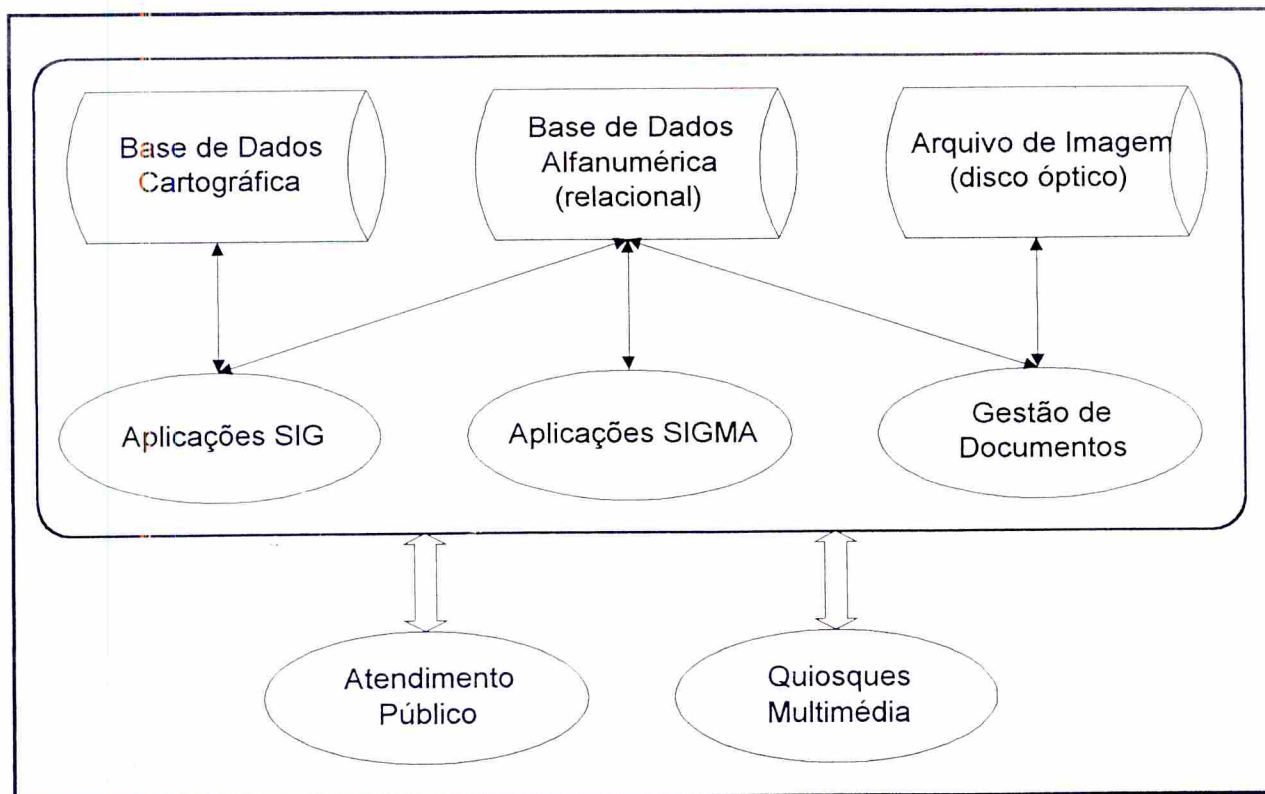 Base de Dados
Cartográfica
Base de Dados
Alfanumérica
(relacional)
Arquivo de Imagem
(disco óptico)
Aplicações SIG
Aplicações SIGMA
Gestão de
Documentos
Atendimento
Público
Quiosques
Multimédia